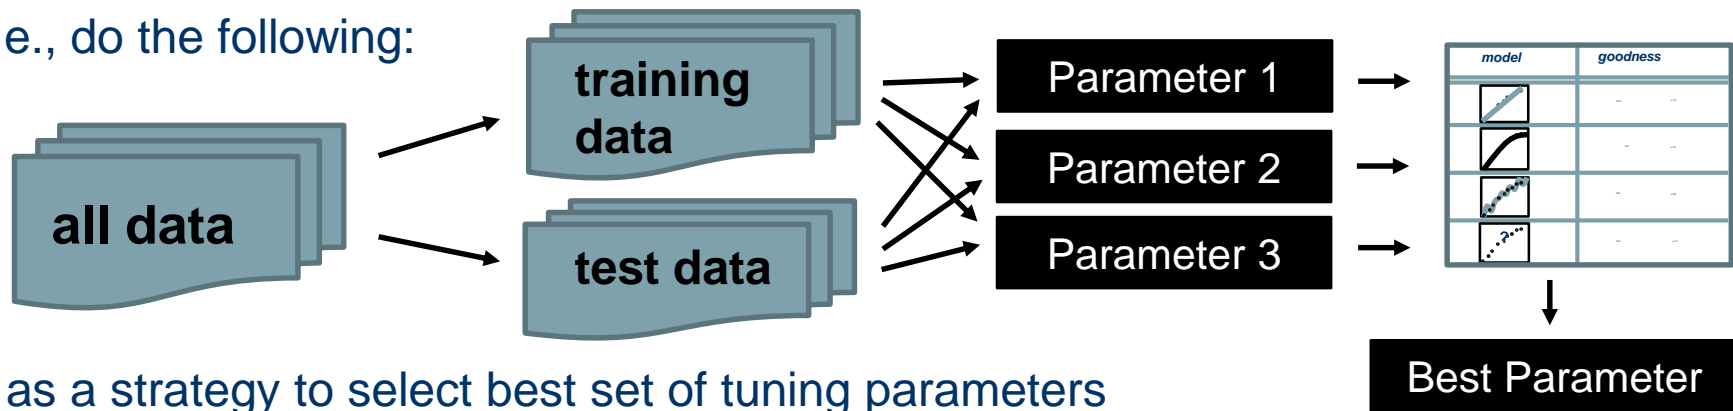 e., do the following:
all data
training
data
test data
Parameter 1
Parameter 2
Parameter 3
model goodness
?
Best Parameter
as a strategy to select best set of tuning parameters